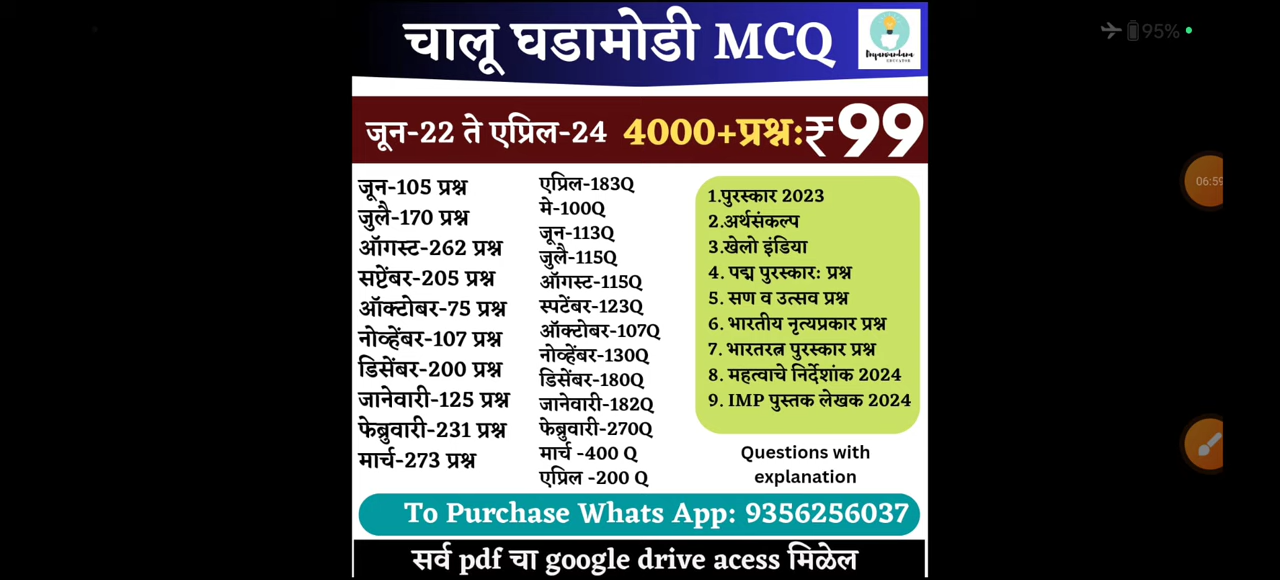 चालू घडामोडी MCQ
95%
जून-22 ते एप्रिल-24 4000+प्रश्न:₹99
06:59
जून-105 प्रश्न
जुलै-170 प्रश्न
ऑगस्ट-262 प्रश्न
सप्टेंबर-205 प्रश्न
ऑक्टोबर-75 प्रश्न
नोव्हेंबर-107 प्रश्न
डिसेंबर-200 प्रश्न
जानेवारी-125 प्रश्न
फेब्रुवारी-231 प्रश्न
मार्च-273 प्रश्न
एप्रिल-183Q
मे-100Q
जून-113Q
जुलै-115Q
ऑगस्ट-115Q
स्पटेंबर-123Q
ऑक्टोबर-107Q
नोव्हेंबर-130Q
डिसेंबर-180Q
जानेवारी-182Q
फेब्रुवारी-270Q
मार्च -400 Q
एप्रिल -200 Q
1.पुरस्कार 2023
2.अर्थसंकल्प
3.खेलो इंडिया
4. पद्म पुरस्कार: प्रश्न
5. सण व उत्सव प्रश्न
6. भारतीय नृत्यप्रकार प्रश्न
7. भारतरत्न पुरस्कार प्रश्न
8. महत्वाचे निर्देशांक 2024
9. IMP पुस्तक लेखक 2024
Questions with
explanation
To Purchase Whats App: 9356256037
सर्व pdf चा google drive acess मिळेल